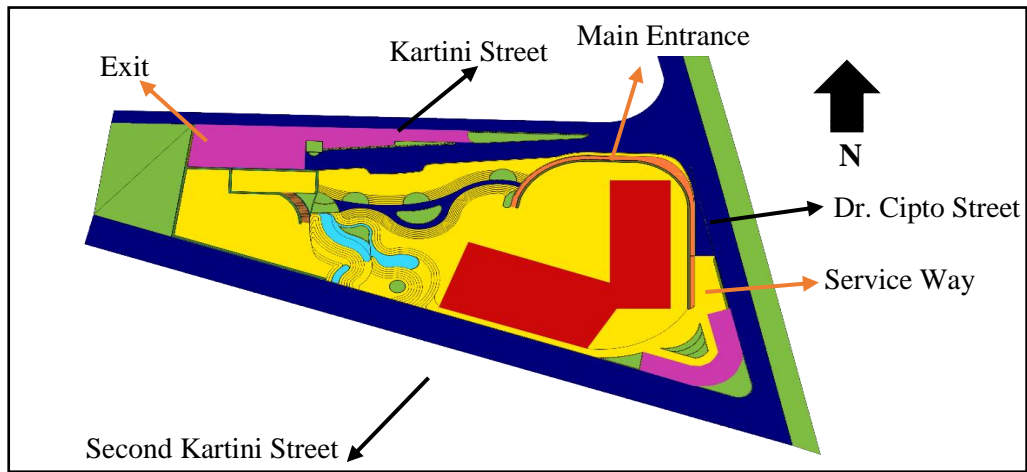 Main Entrance
Kartini Street
Exit
N
Dr. Cipto Street
Service Way
Second Kartini Street